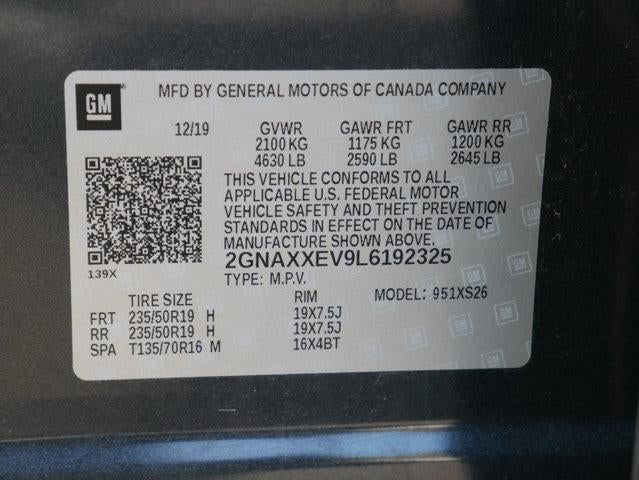 GM
MFD BY GENERAL MOTORS OF CANADA COMPANY
12/19 GVWR GAWR FRT GAWR RR
2100 KG 1175 KG 1200 KG
4630 LB 2590 LB 2645 LB
THIS VEHICLE CONFORMS TO ALL
APPLICABLE U.S. FEDERAL MOTOR
VEHICLE SAFETY AND THEFT PREVENTION
STANDARDS IN EFFECT ON THE DATE OF
MANUFACTURE SHOWN ABOVE.
139X
2GNAXXEV9L6192325
TYPE: M.P.V.
TIRE SIZE RIM MODEL: 951XS26
FRT 235/50R19 H 19X7.5J
RR 235/50R19 H 19X7.5J
SPA T135/70R16 M 16X4BT